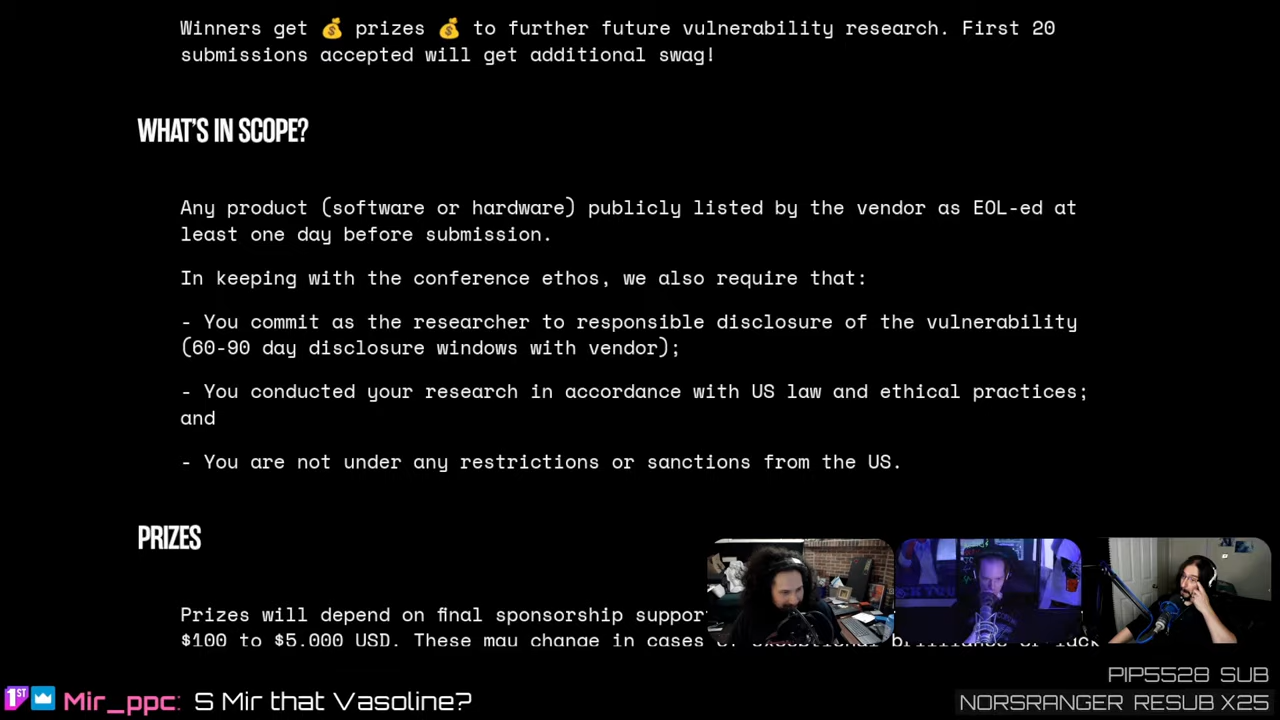 Winners get 💰 prizes 💰 to further future vulnerability research. First 20
submissions accepted will get additional swag!
WHAT'S IN SCOPE?
Any product (software or hardware) publicly listed by the vendor as EOL-ed at
least one day before submission.
In keeping with the conference ethos, we also require that:
- You commit as the researcher to responsible disclosure of the vulnerability
(60-90 day disclosure windows with vendor);
- You conducted your research in accordance with US law and ethical practices;
and
- You are not under any restrictions or sanctions from the US.
PRIZES
Prizes will depend on final sponsorship suppor
$100 to $5,000 USD. These may change in cases of exceptional brilliance or luck
1ST Mir_ppc: S Mir that Vasoline?
PIP5528 SUB
NORSRANGER RESUB X25